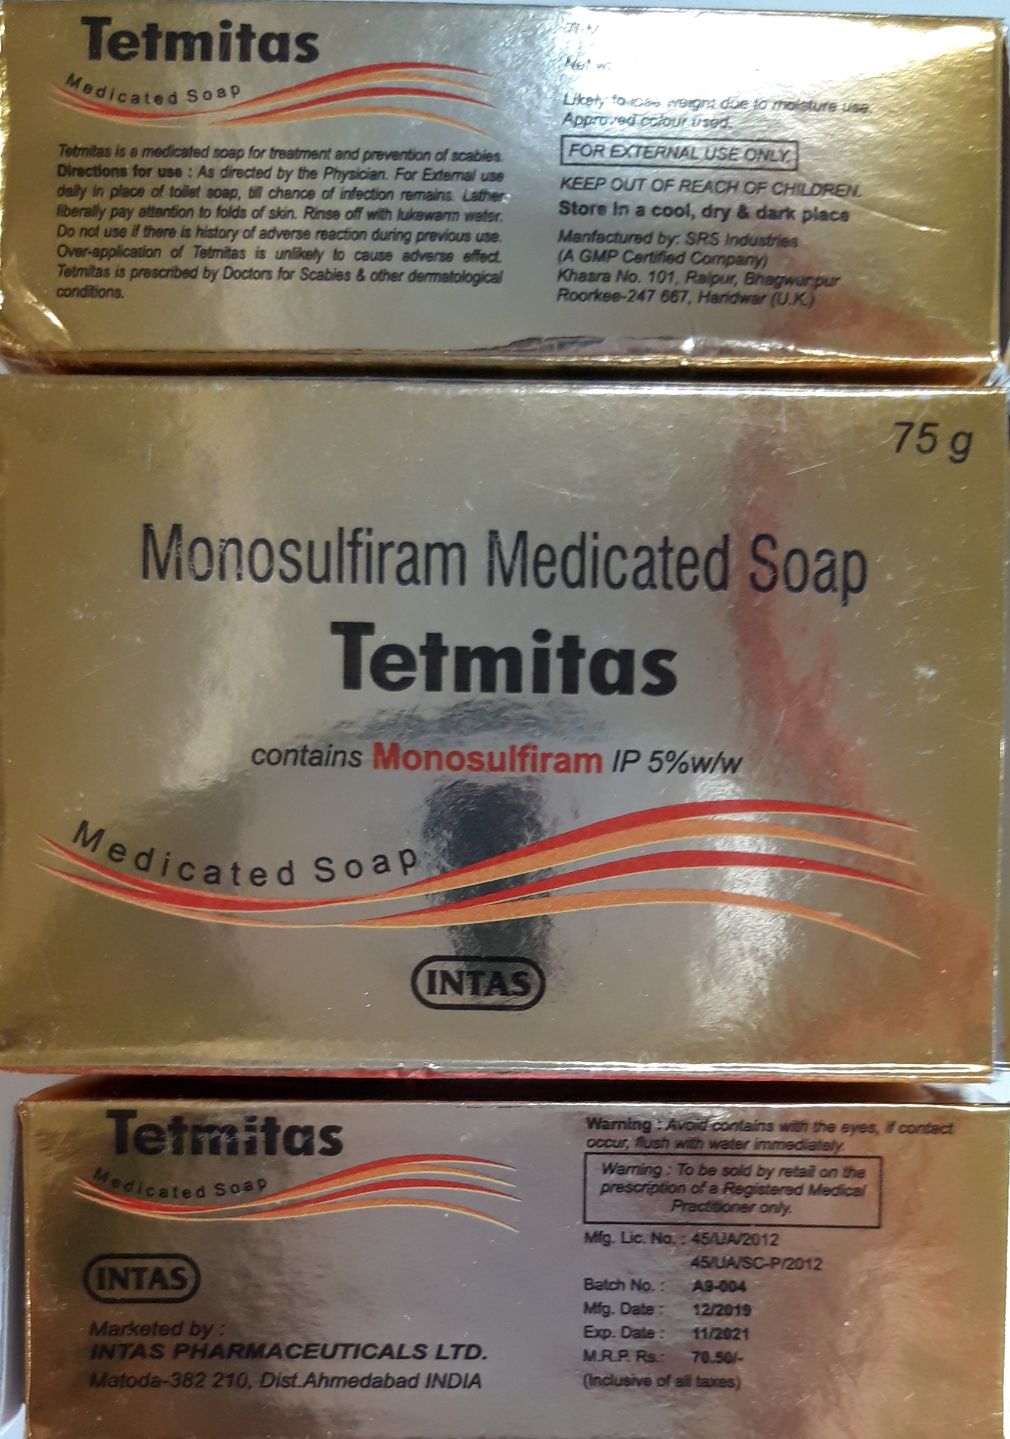 Tetmitas
Medicated Soap
Tetmitas is a medicated soap for treatment and prevention of scabies.
Directions for use : As directed by the Physician. For External use
daily in place of toilet soap, till chance of infection remains. Lather
liberally pay attention to folds of skin. Rinse off with lukewarm water.
Do not use if there is history of adverse reaction during previous use.
Over-application of Tetmitas is unlikely to cause adverse effect.
Tetmitas is prescribed by Doctors for Scabies & other dermatological
conditions.
Likely to lose weight due to moisture use.
Approved colour used.
FOR EXTERNAL USE ONLY.
KEEP OUT OF REACH OF CHILDREN.
Store in a cool, dry & dark place
Manfactured by: SRS Industries
(A GMP Certified Company)
Khasra No. 101, Raipur, Bhagwanpur
Roorkee-247 667, Haridwar (U.K.)
75 g
Monosulfiram Medicated Soap
Tetmitas
contains Monosulfiram IP 5%w/w
Medicated Soap
INTAS
Tetmitas
Medicated Soap
INTAS
Marketed by :
INTAS PHARMACEUTICALS LTD.
Matoda-382 210, Dist.Ahmedabad INDIA
Warning : Avoid contains with the eyes, if contact
occur, flush with water immediately.
Warning : To be sold by retail on the
prescription of a Registered Medical
Practitioner only.
Mfg. Lic. No. : 45/UA/2012
45/UA/SC-P/2012
Batch No. : A9-004
Mfg. Date : 12/2019
Exp. Date : 11/2021
M.R.P. Rs.: 70.50/-
(Inclusive of all taxes)